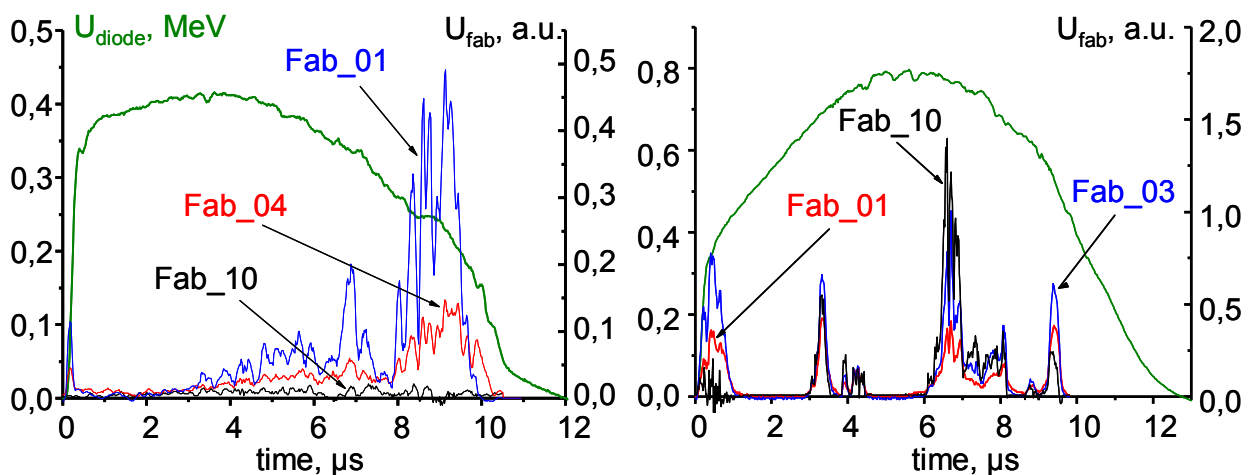 U_diode, MeV
U_fab, a.u.
0,5
0,4
0,3
0,2
0,1
0,0
Fab_01
Fab_04
Fab_10
0,5
0,4
0,3
0,2
0,1
0,0
0 2 4 6 8 10 12
time, µs
U_fab, a.u.
0,8
0,6
0,4
0,2
0,0
Fab_10
Fab_01
Fab_03
2,0
1,5
1,0
0,5
0,0
0 2 4 6 8 10 12
time, µs